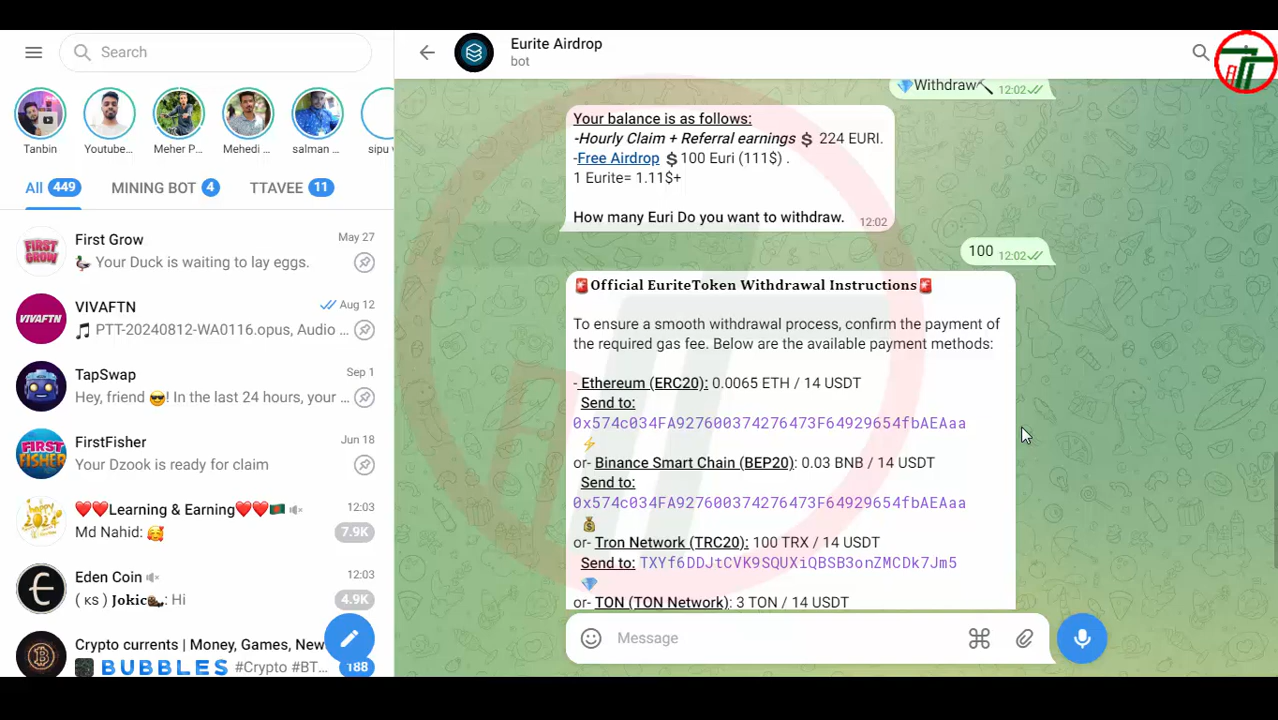 Search
Tanbin
Youtube...
Meher P...
Mehedi ...
salman ...
sipu v
All 449
MINING BOT 4
TTAVEE 11
First Grow
May 27
🦆 Your Duck is waiting to lay eggs.
VIVAFTN
VIVAFTN
Aug 12
🎵 PTT-20240812-WA0116.opus, Audio ...
TapSwap
Sep 1
Hey, friend 😎! In the last 24 hours, your ...
FIRST FISHER
FirstFisher
Jun 18
Your Dzook is ready for claim
❤️❤️Learning & Earning❤️❤️🇧🇩
12:03
Md Nahid: 🥰
7.9K
Eden Coin
12:03
( ᴋs ) Jokic: Hi
4.9K
Crypto currents | Money, Games, New
BUBBLES #Crypto #BT...
188
Eurite Airdrop
bot
💎Withdraw⛏ 12:02
Your balance is as follows:
-Hourly Claim + Referral earnings 💲 224 EURI.
-Free Airdrop 💲100 Euri (111$) .
1 Eurite= 1.11$+
How many Euri Do you want to withdraw.
12:02
100 12:02
🚨Official EuriteToken Withdrawal Instructions🚨
To ensure a smooth withdrawal process, confirm the payment of
the required gas fee. Below are the available payment methods:
- Ethereum (ERC20): 0.0065 ETH / 14 USDT
Send to:
0x574c034FA927600374276473F64929654fbAEAaa
⚡
or- Binance Smart Chain (BEP20): 0.03 BNB / 14 USDT
Send to:
0x574c034FA927600374276473F64929654fbAEAaa
💰
or- Tron Network (TRC20): 100 TRX / 14 USDT
Send to: TXYf6DDJtCVK9SQUXiQBSB3onZMCDk7Jm5
💎
or- TON (TON Network): 3 TON / 14 USDT
Message